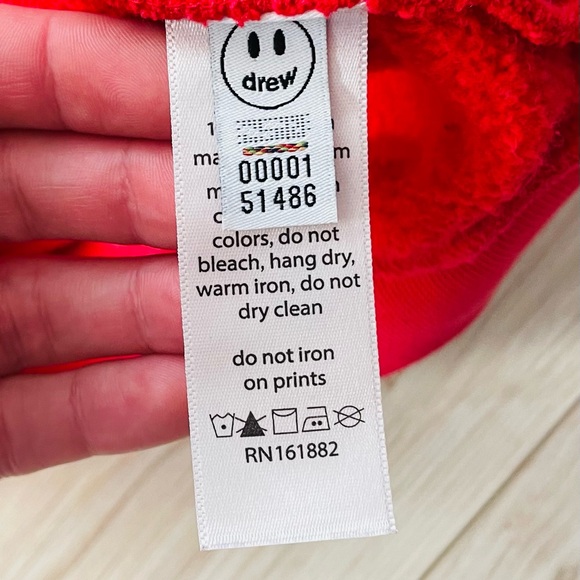 drew
00001
51486
colors, do not
bleach, hang dry,
warm iron, do not
dry clean
do not iron
on prints
RN161882